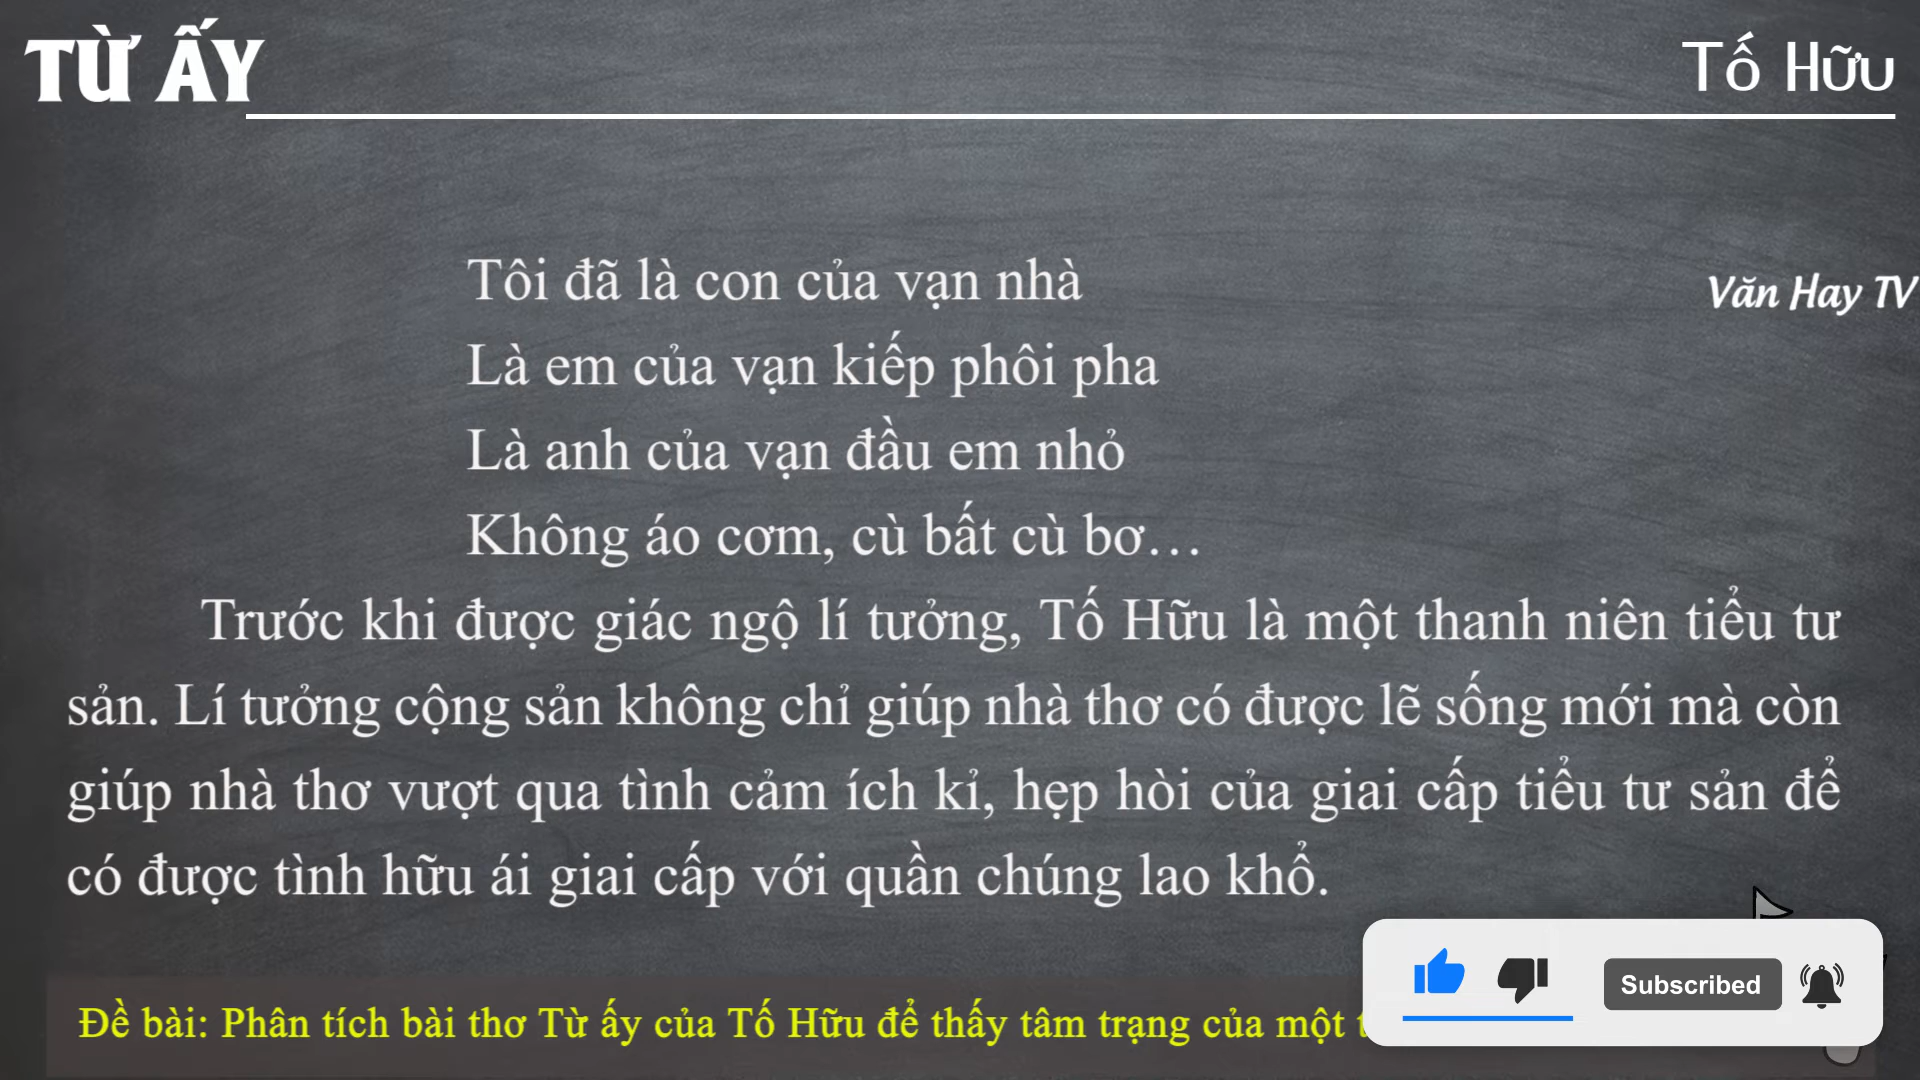 TỪ ẤY
Tố Hữu
Tôi đã là con của vạn nhà
Văn Hay TV
Là em của vạn kiếp phôi pha
Là anh của vạn đầu em nhỏ
Không áo cơm, cù bất cù bơ…
Trước khi được giác ngộ lí tưởng, Tố Hữu là một thanh niên tiểu tư
sản. Lí tưởng cộng sản không chỉ giúp nhà thơ có được lẽ sống mới mà còn
giúp nhà thơ vượt qua tình cảm ích kỉ, hẹp hòi của giai cấp tiểu tư sản để
có được tình hữu ái giai cấp với quần chúng lao khổ.
Subscribed
Đề bài: Phân tích bài thơ Từ ấy của Tố Hữu để thấy tâm trạng của một